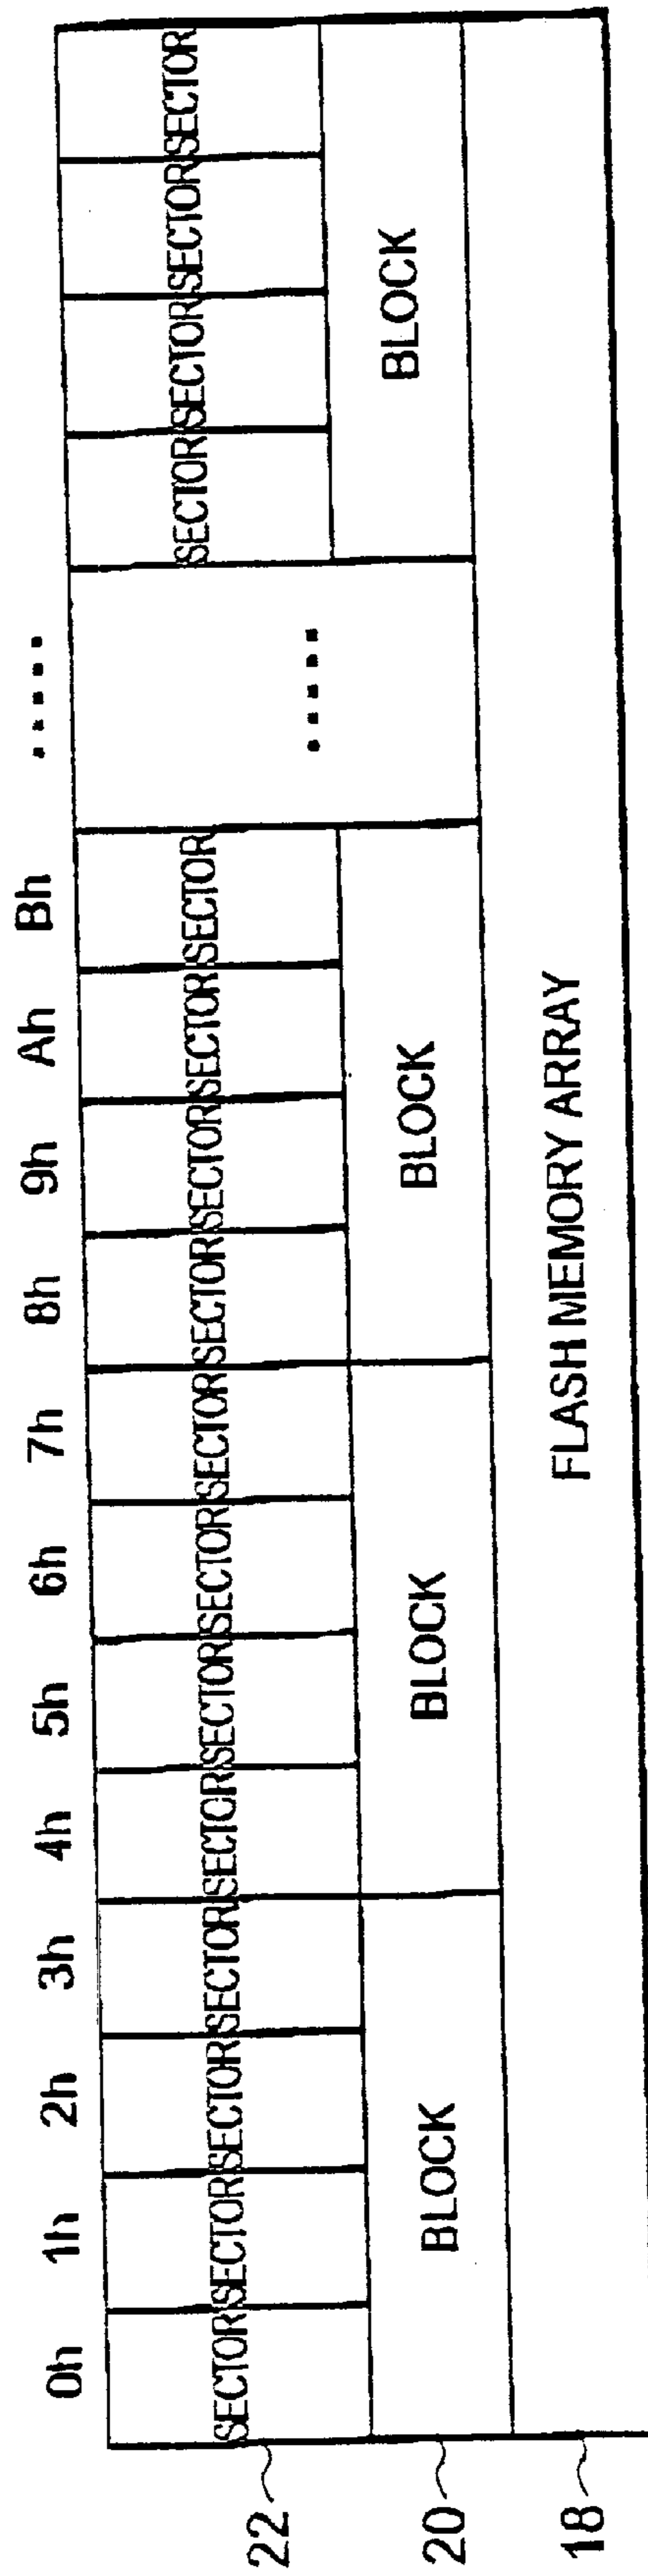 0h 1h 2h 3h 4h 5h 6h 7h 8h 9h Ah Bh .....
22 SECTOR SECTOR SECTOR SECTOR SECTOR SECTOR SECTOR SECTOR SECTOR SECTOR SECTOR SECTOR ..... SECTOR SECTOR SECTOR SECTOR
20 BLOCK BLOCK BLOCK BLOCK
18 FLASH MEMORY ARRAY